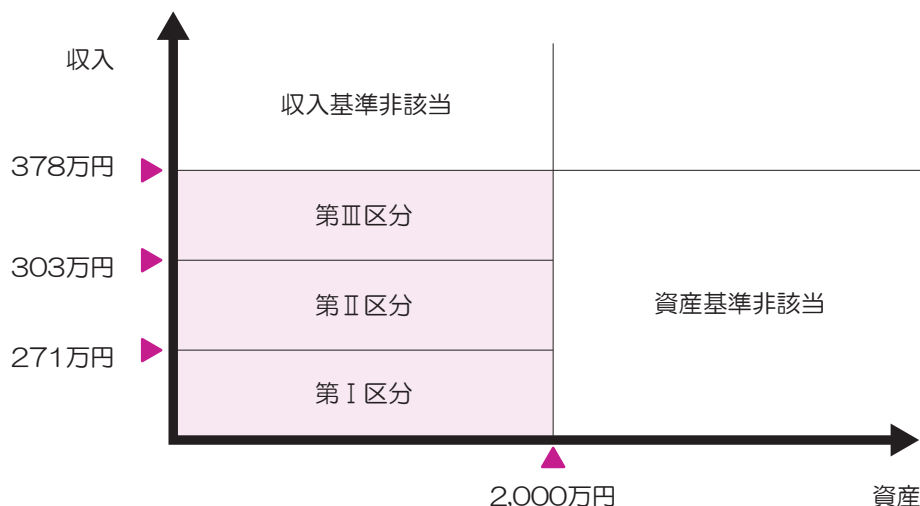 収入
収入基準非該当
378万円
第Ⅲ区分
303万円
第Ⅱ区分
資産基準非該当
271万円
第Ⅰ区分
2,000万円
資産